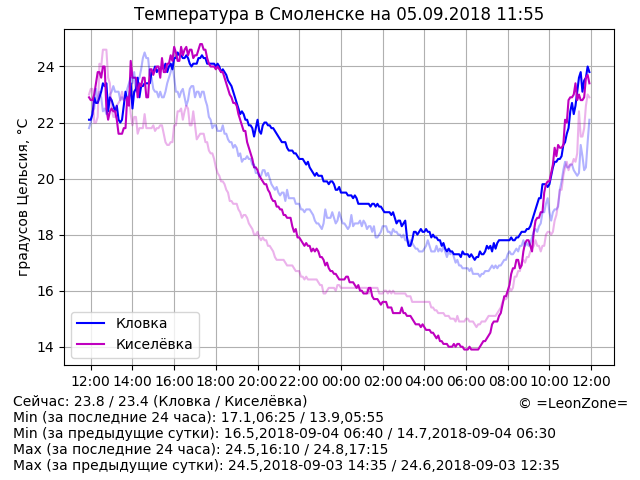 Температура в Смоленске на 05.09.2018 11:55
градусов Цельсия, °C
24
22
20
18
16
14
Кловка
Киселёвка
12:00 14:00 16:00 18:00 20:00 22:00 00:00 02:00 04:00 06:00 08:00 10:00 12:00
Сейчас: 23.8 / 23.4 (Кловка / Киселёвка)
© =LeonZone=
Min (за последние 24 часа): 17.1,06:25 / 13.9,05:55
Min (за предыдущие сутки): 16.5,2018-09-04 06:40 / 14.7,2018-09-04 06:30
Max (за последние 24 часа): 24.5,16:10 / 24.8,17:15
Max (за предыдущие сутки): 24.5,2018-09-03 14:35 / 24.6,2018-09-03 12:35